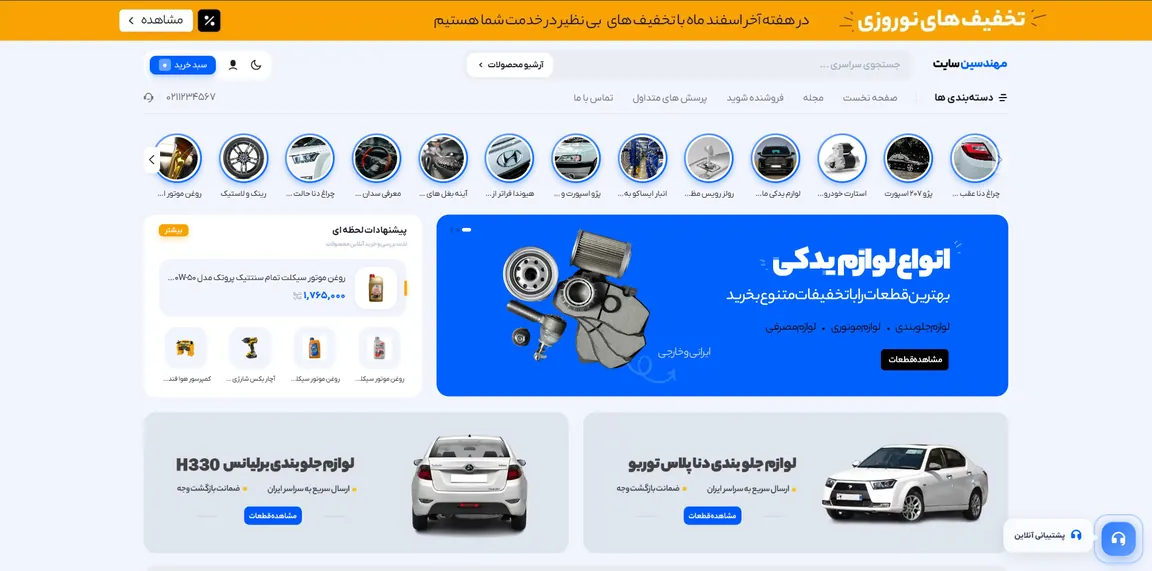 تخفیف های نوروزی
در هفته آخر اسفند ماه با تخفیف های بی نظیر در خدمت شما هستیم
مشاهده
مهندسین سایت
جستجوی سراسری ...
آرشیو محصولات
سبد خرید
دسته‌بندی ها
صفحه نخست
مجله
فروشنده شوید
پرسش های متداول
تماس با ما
۰۲۱۱۲۳۴۵۶۷
چراغ دنا عقب ...
پژو ۲۰۷ اسپورت
استارت خودرو...
لوازم یدکی ما...
رولز رویس مظ...
انبار ایساکو به...
پژو اسپورت و ...
هیوندا فراتر از...
آینه بغل های ...
معرفی سدان ...
چراغ دنا حالت ...
رینگ و لاستیک
روغن موتور ا...
انواع لوازم یدکی
بهترین قطعات را با تخفیفات متنوع بخرید
لوازم جلوبندی • لوازم موتوری • لوازم مصرفی
مشاهده قطعات
ایرانی و خارجی
پیشنهادات لحظه ای
بیشتر
روغن موتور سیکلت تمام سنتتیک پروتک مدل ۵۰-۰W...
۱,۷۶۵,۰۰۰
روغن موتور سیکا...
روغن موتور سیکلا...
آچار بکس شارژی ...
کمپرسور هوا فند...
لوازم جلو بندی دنا پلاس توربو
ارسال سریع به سراسر ایران
ضمانت بازگشت وجه
مشاهده قطعات
لوازم جلو بندی برلیانس H330
ارسال سریع به سراسر ایران
ضمانت بازگشت وجه
مشاهده قطعات
پشتیبانی آنلاین